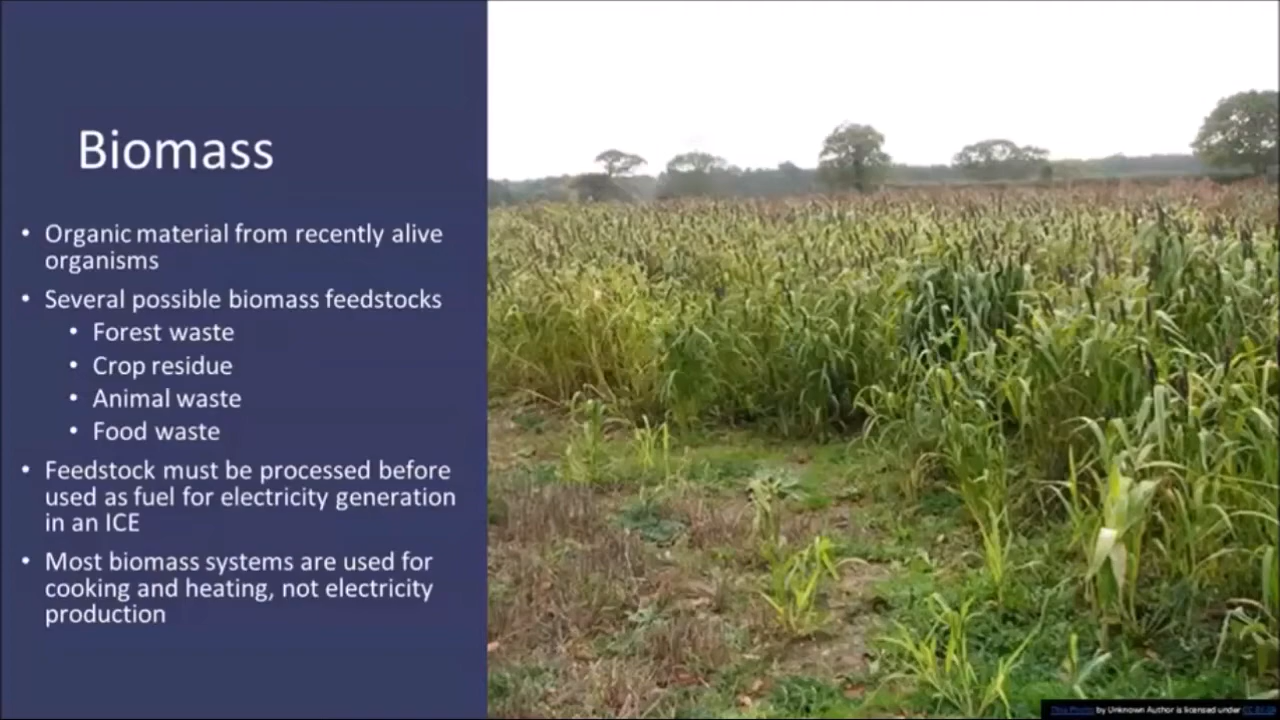 Biomass
• Organic material from recently alive
organisms
• Several possible biomass feedstocks
• Forest waste
• Crop residue
• Animal waste
• Food waste
• Feedstock must be processed before
used as fuel for electricity generation
in an ICE
• Most biomass systems are used for
cooking and heating, not electricity
production
This Photo by Unknown Author is licensed under